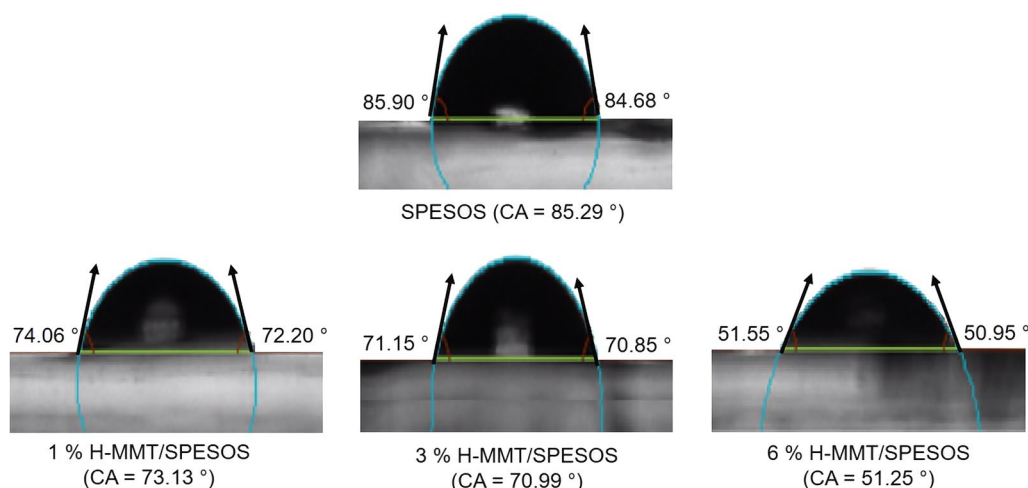 85.90 °
84.68 °
SPESOS (CA = 85.29 °)
74.06 °
72.20 °
71.15 °
70.85 °
51.55 °
50.95 °
1 % H-MMT/SPESOS
(CA = 73.13 °)
3 % H-MMT/SPESOS
(CA = 70.99 °)
6 % H-MMT/SPESOS
(CA = 51.25 °)